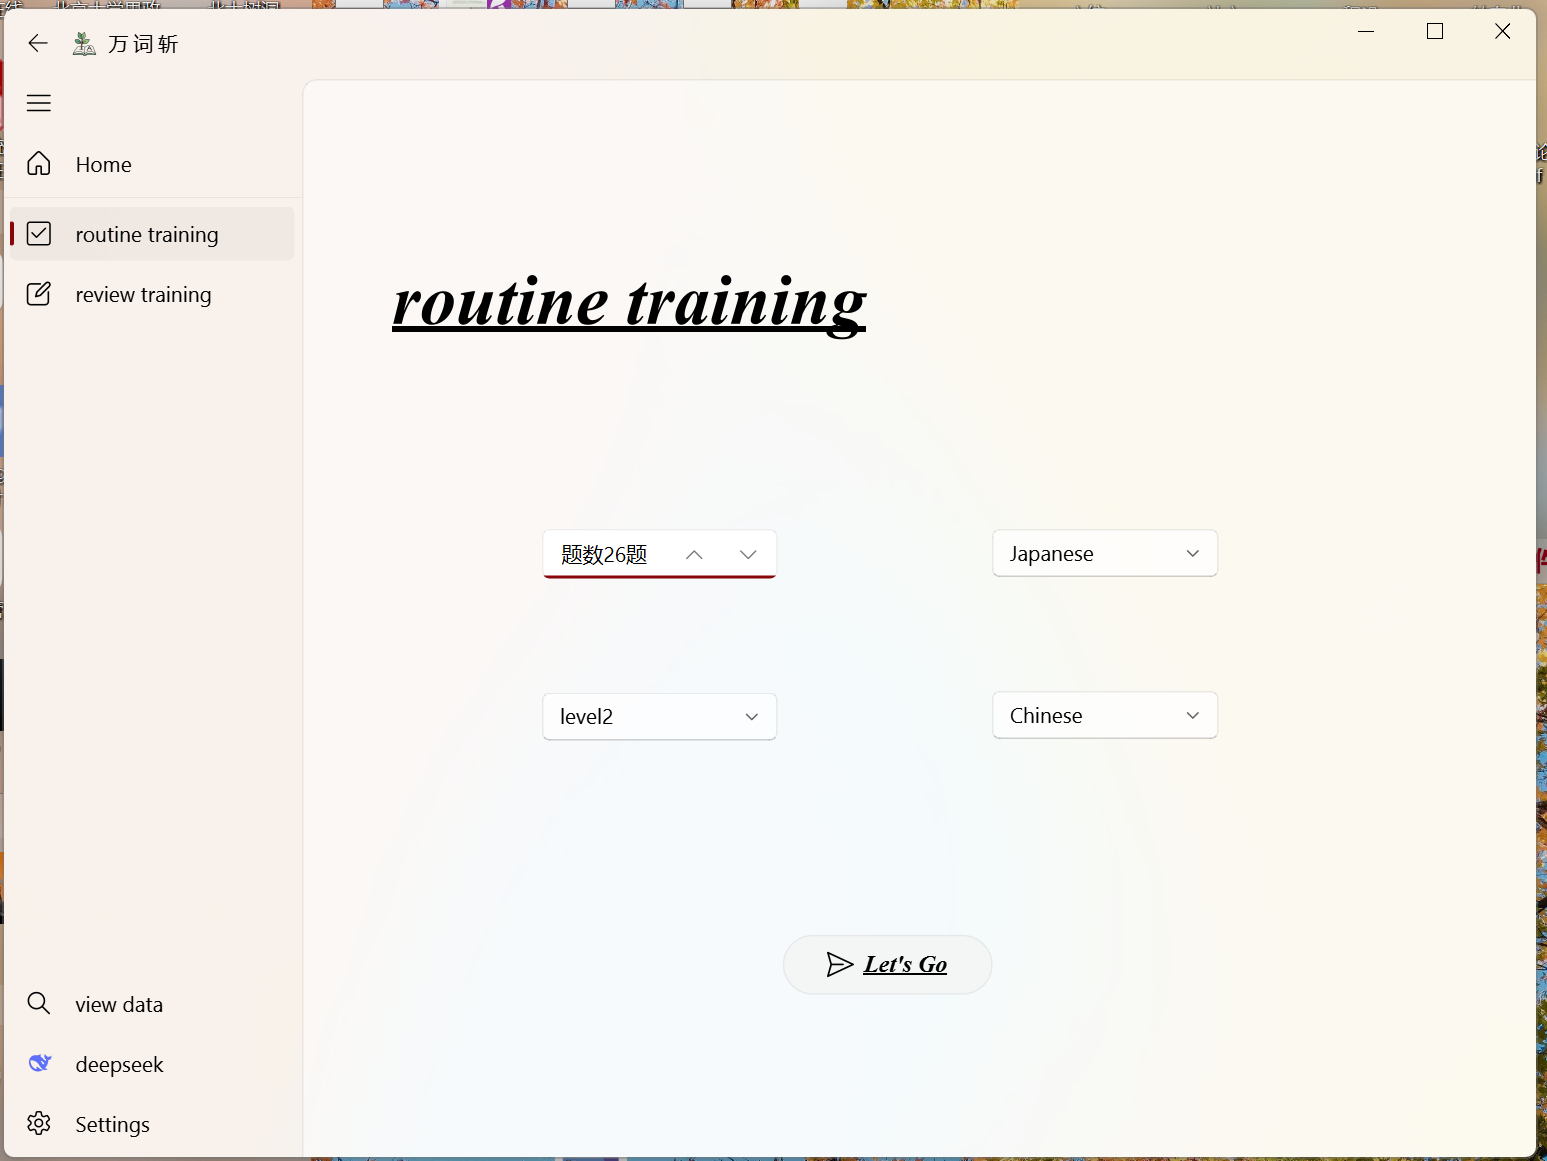 万词斩
Home
routine training
review training
routine training
题数26题
Japanese
level2
Chinese
Let's Go
view data
deepseek
Settings